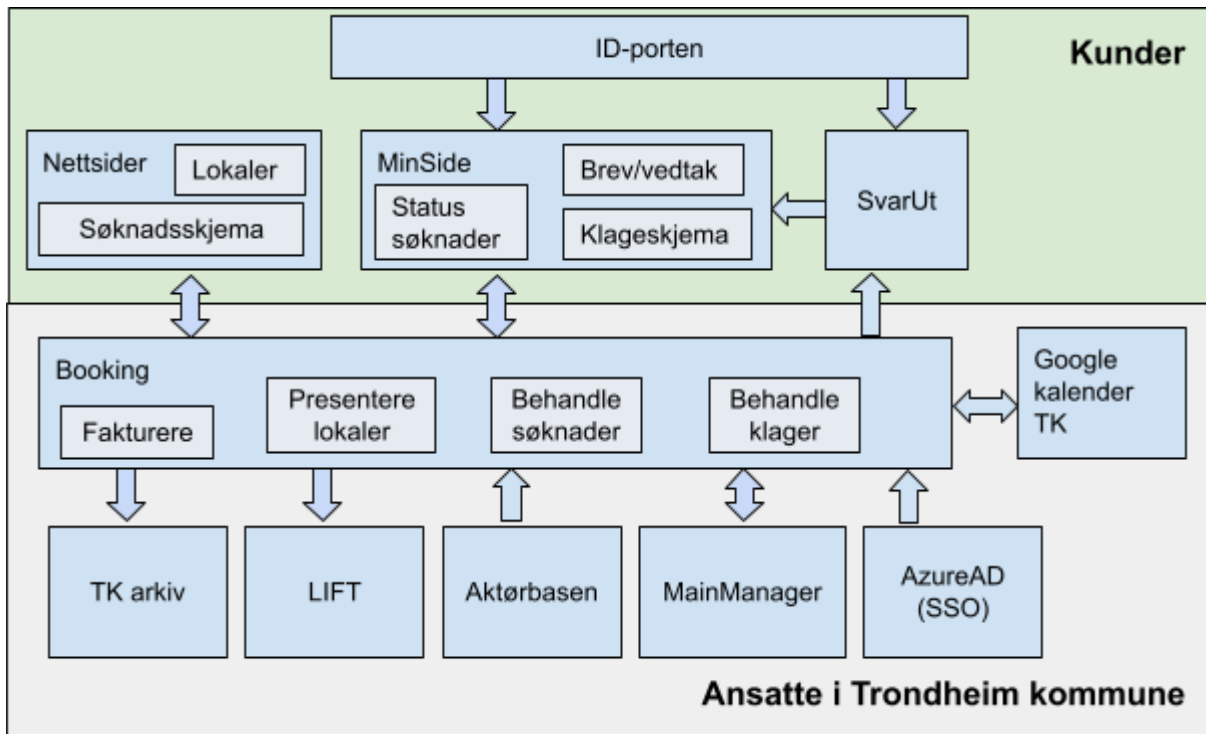 ID-porten
Kunder
Nettsider
Lokaler
Søknadsskjema
MinSide
Status
søknader
Brev/vedtak
Klageskjema
SvarUt
Booking
Fakturere
Presentere
lokaler
Behandle
søknader
Behandle
klager
Google
kalender
TK
TK arkiv
LIFT
Aktørbasen
MainManager
AzureAD
(SSO)
Ansatte i Trondheim kommune